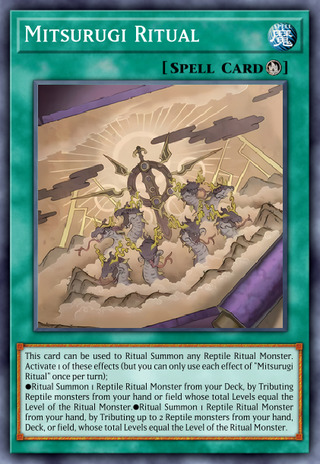 Mitsurugi Ritual
魔
[Spell Card]
This card can be used to Ritual Summon any Reptile Ritual Monster.
Activate 1 of these effects (but you can only use each effect of "Mitsurugi
Ritual" once per turn);
●Ritual Summon 1 Reptile Ritual Monster from your Deck, by Tributing
Reptile monsters from your hand or field whose total Levels equal the
Level of the Ritual Monster.●Ritual Summon 1 Reptile Ritual Monster
from your hand, by Tributing up to 2 Reptile monsters from your hand,
Deck, or field, whose total Levels equal the Level of the Ritual Monster.